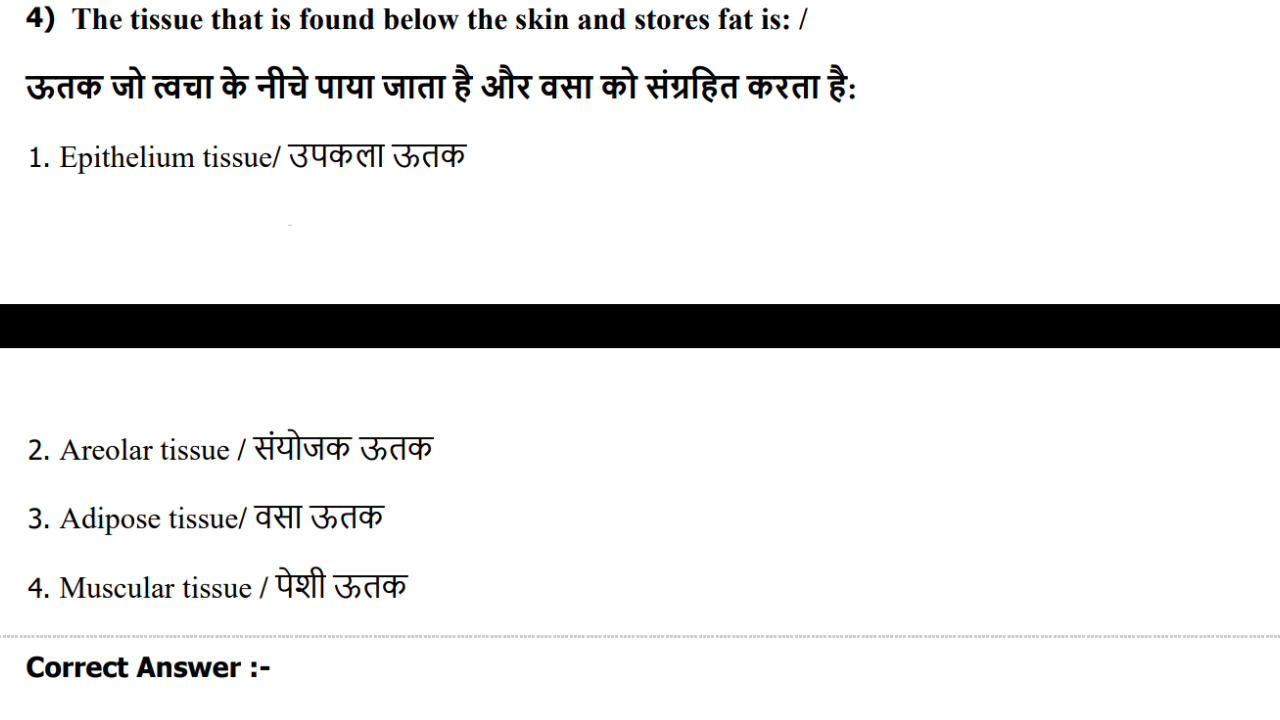 4) The tissue that is found below the skin and stores fat is: /
ऊतक जो त्वचा के नीचे पाया जाता है और वसा को संग्रहित करता है:
1. Epithelium tissue/ उपकला ऊतक
2. Areolar tissue / संयोजक ऊतक
3. Adipose tissue/ वसा ऊतक
4. Muscular tissue / पेशी ऊतक
Correct Answer :-